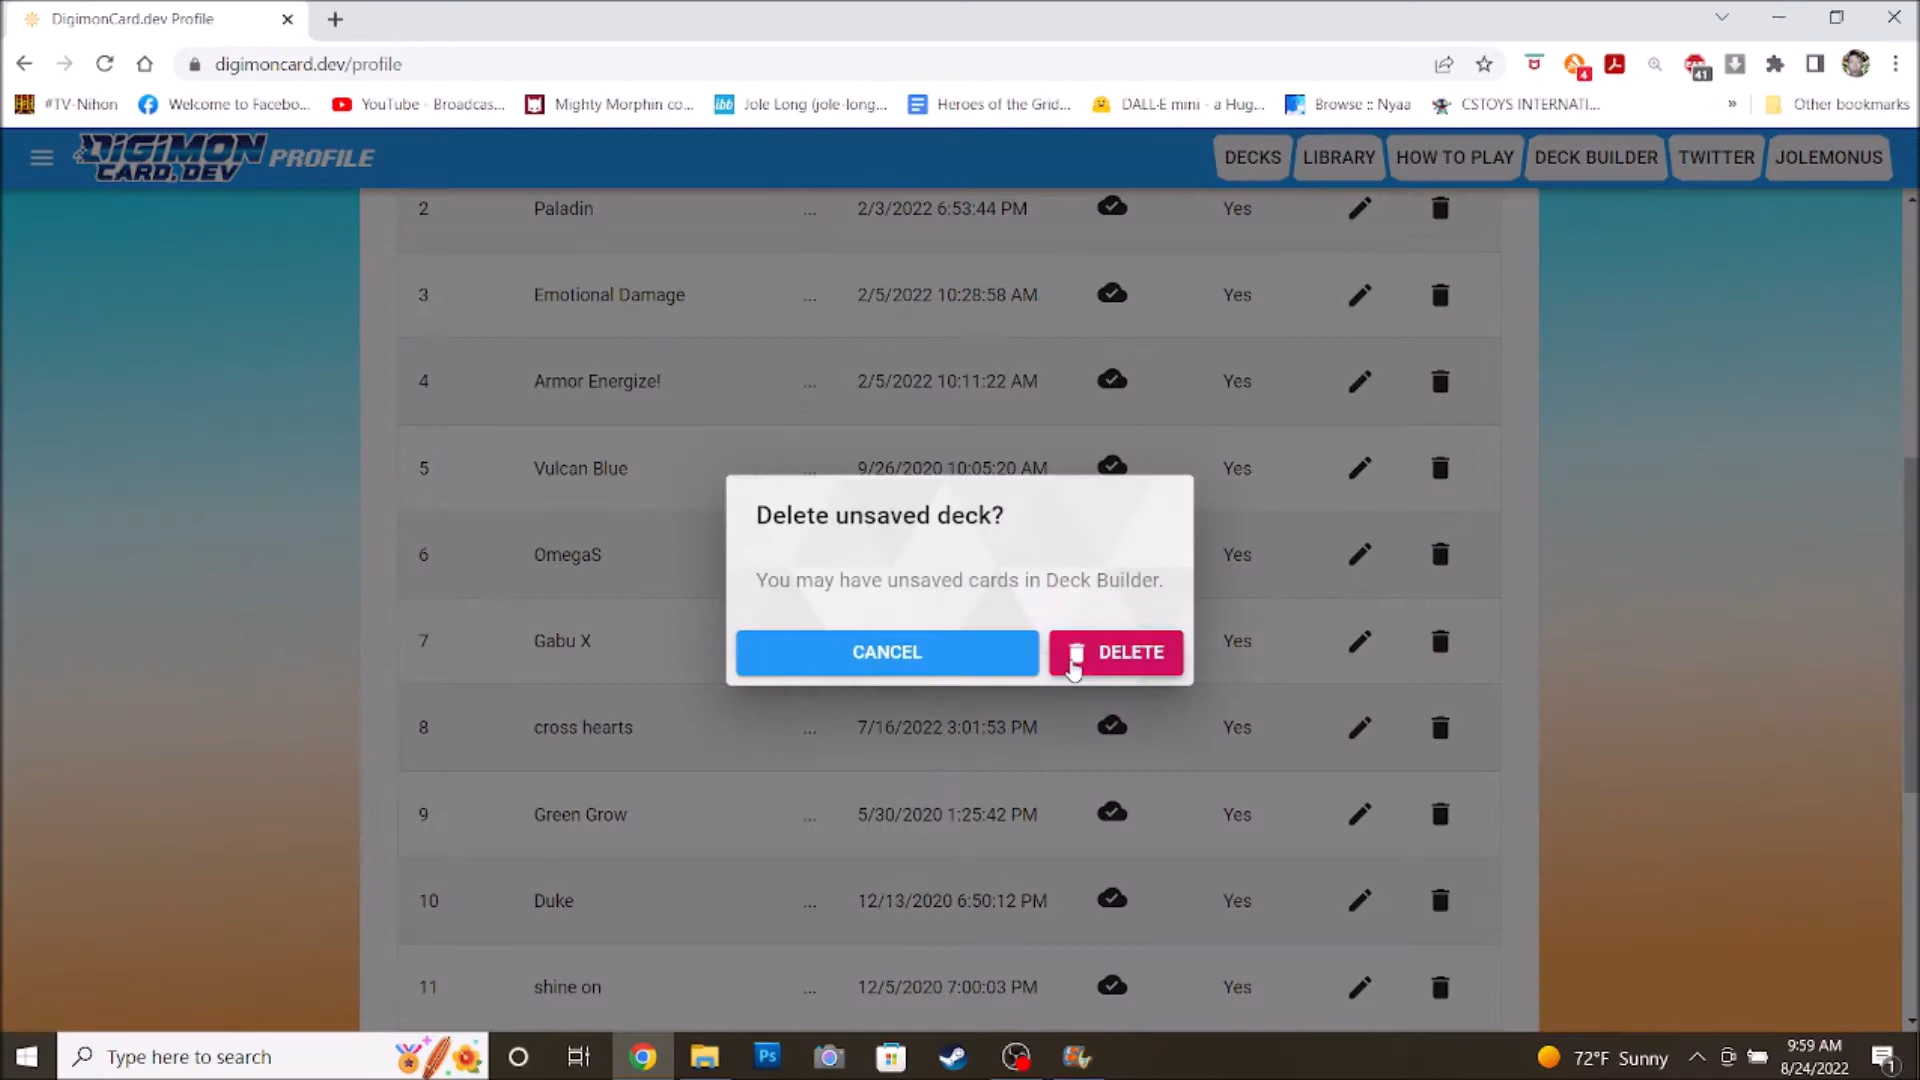 DigimonCard.dev Profile
digimoncard.dev/profile
4
41
#TV-Nihon
Welcome to Facebo...
YouTube - Broadcas...
Mighty Morphin co...
ibb
Jole Long (jole-long...
Heroes of the Grid...
DALL·E mini - a Hug...
Browse :: Nyaa
CSTOYS INTERNATI...
»
Other bookmarks
DIGIMON CARD.DEV PROFILE
DECKS
LIBRARY
HOW TO PLAY
DECK BUILDER
TWITTER
JOLEMONUS
2 Paladin ... 2/3/2022 6:53:44 PM Yes
3 Emotional Damage ... 2/5/2022 10:28:58 AM Yes
4 Armor Energize! ... 2/5/2022 10:11:22 AM Yes
5 Vulcan Blue ... 9/26/2020 10:05:20 AM Yes
6 OmegaS Yes
7 Gabu X Yes
8 cross hearts ... 7/16/2022 3:01:53 PM Yes
9 Green Grow ... 5/30/2020 1:25:42 PM Yes
10 Duke ... 12/13/2020 6:50:12 PM Yes
11 shine on ... 12/5/2020 7:00:03 PM Yes
Delete unsaved deck?
You may have unsaved cards in Deck Builder.
CANCEL
DELETE
Type here to search
Ps
72°F Sunny
9:59 AM
8/24/2022
1